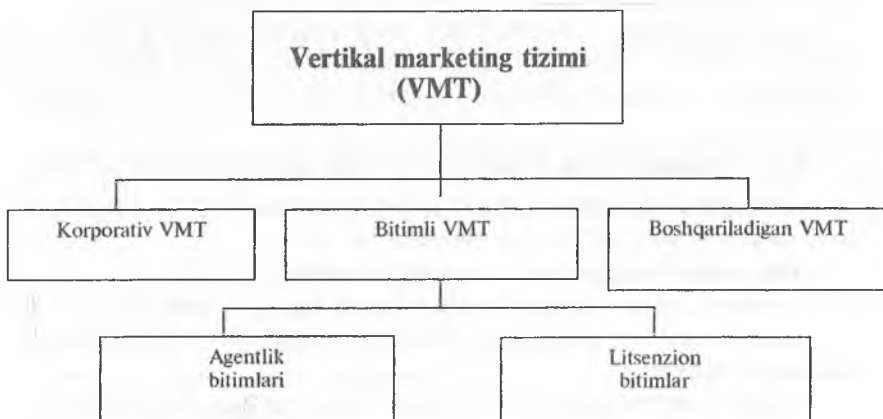 Vertikal marketing tizimi
(VMT)
Korporativ VMT
Bitimli VMT
Boshqariladigan VMT
Agentlik
bitimlari
Litsenzion
bitimlar